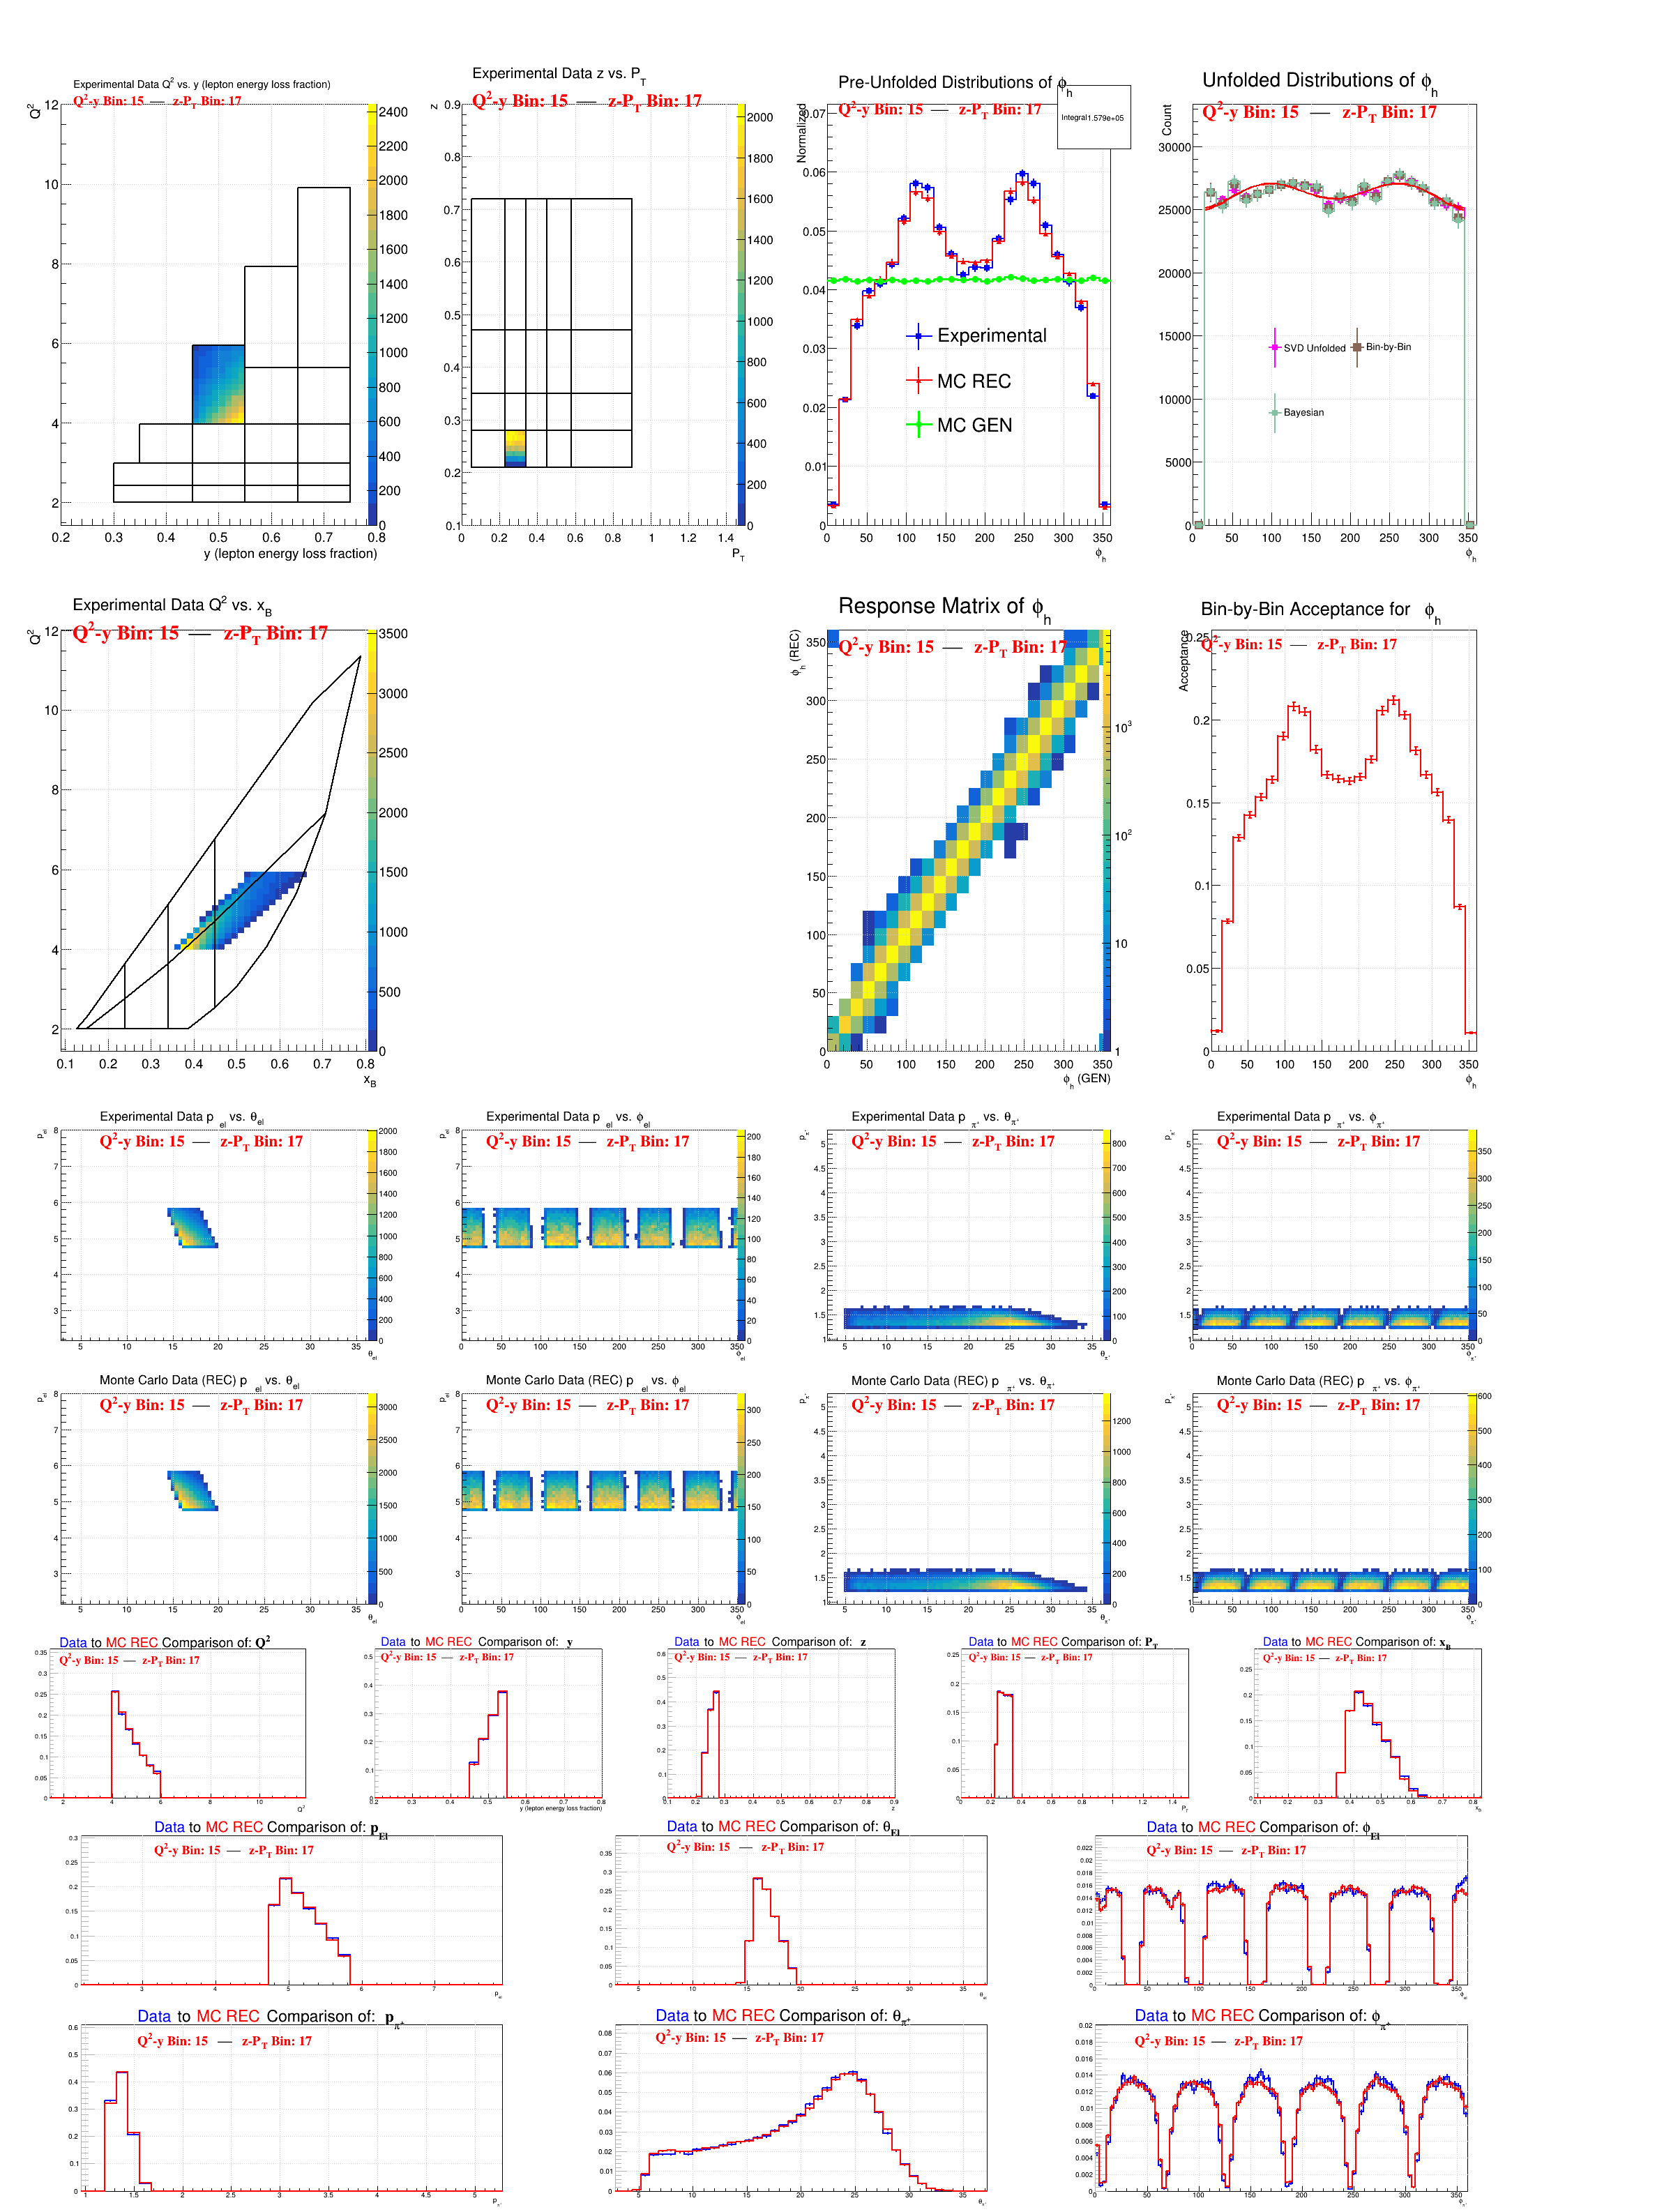 Experimental Data Q² vs. y (lepton energy loss fraction)
Q²-y Bin: 15 — z-P_T Bin: 17
Q²
y (lepton energy loss fraction)
Experimental Data z vs. P_T
Q²-y Bin: 15 — z-P_T Bin: 17
z
P_T
Pre-Unfolded Distributions of ϕ_h
Q²-y Bin: 15 — z-P_T Bin: 17
Integral 1.579e+05
Normalized
Experimental
MC REC
MC GEN
ϕ_h
Unfolded Distributions of ϕ_h
Q²-y Bin: 15 — z-P_T Bin: 17
Count
SVD Unfolded
Bin-by-Bin
Bayesian
ϕ_h
Experimental Data Q² vs. x_B
Q²-y Bin: 15 — z-P_T Bin: 17
Q²
x_B
Response Matrix of ϕ_h
Q²-y Bin: 15 — z-P_T Bin: 17
ϕ_h (REC)
ϕ_h (GEN)
Bin-by-Bin Acceptance for ϕ_h
Q²-y Bin: 15 — z-P_T Bin: 17
Acceptance
ϕ_h
Experimental Data p_el vs. θ_el
Q²-y Bin: 15 — z-P_T Bin: 17
Experimental Data p_el vs. ϕ_el
Q²-y Bin: 15 — z-P_T Bin: 17
Experimental Data p_π⁺ vs. θ_π⁺
Q²-y Bin: 15 — z-P_T Bin: 17
Experimental Data p_π⁺ vs. ϕ_π⁺
Q²-y Bin: 15 — z-P_T Bin: 17
Monte Carlo Data (REC) p_el vs. θ_el
Q²-y Bin: 15 — z-P_T Bin: 17
Monte Carlo Data (REC) p_el vs. ϕ_el
Q²-y Bin: 15 — z-P_T Bin: 17
Monte Carlo Data (REC) p_π⁺ vs. θ_π⁺
Q²-y Bin: 15 — z-P_T Bin: 17
Monte Carlo Data (REC) p_π⁺ vs. ϕ_π⁺
Q²-y Bin: 15 — z-P_T Bin: 17
Data to MC REC Comparison of: Q²
Q²-y Bin: 15 — z-P_T Bin: 17
Q²
Data to MC REC Comparison of: y
Q²-y Bin: 15 — z-P_T Bin: 17
y (lepton energy loss fraction)
Data to MC REC Comparison of: z
Q²-y Bin: 15 — z-P_T Bin: 17
z
Data to MC REC Comparison of: P_T
Q²-y Bin: 15 — z-P_T Bin: 17
P_T
Data to MC REC Comparison of: x_B
Q²-y Bin: 15 — z-P_T Bin: 17
x_B
Data to MC REC Comparison of: p_El
Q²-y Bin: 15 — z-P_T Bin: 17
Data to MC REC Comparison of: θ_El
Q²-y Bin: 15 — z-P_T Bin: 17
Data to MC REC Comparison of: ϕ_El
Q²-y Bin: 15 — z-P_T Bin: 17
Data to MC REC Comparison of: p_π⁺
Q²-y Bin: 15 — z-P_T Bin: 17
Data to MC REC Comparison of: θ_π⁺
Q²-y Bin: 15 — z-P_T Bin: 17
Data to MC REC Comparison of: ϕ_π⁺
Q²-y Bin: 15 — z-P_T Bin: 17